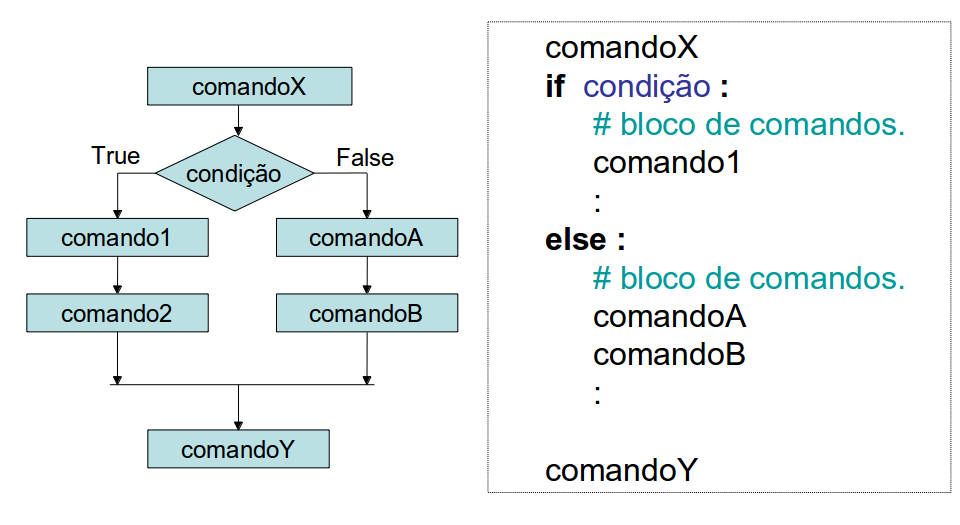 comandoX
True
False
condição
comando1
comandoA
comando2
comandoB
comandoY
comandoX
if condição :
# bloco de comandos.
comando1
:
else :
# bloco de comandos.
comandoA
comandoB
:
comandoY